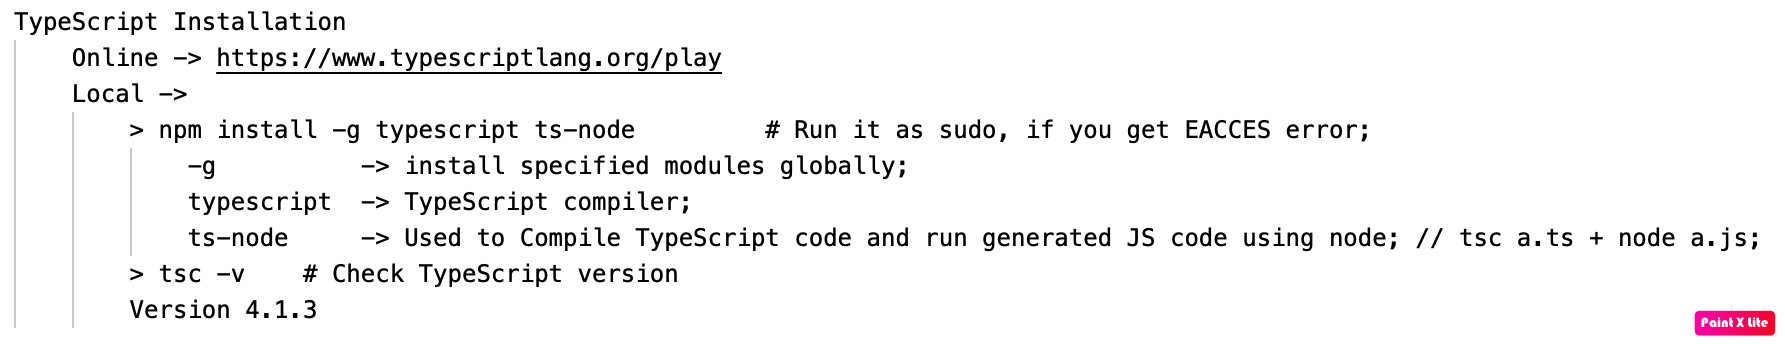 TypeScript Installation
Online -> https://www.typescriptlang.org/play
Local ->
> npm install -g typescript ts-node         # Run it as sudo, if you get EACCES error;
-g          -> install specified modules globally;
typescript  -> TypeScript compiler;
ts-node     -> Used to Compile TypeScript code and run generated JS code using node; // tsc a.ts + node a.js;
> tsc -v    # Check TypeScript version
Version 4.1.3
Paint X Lite